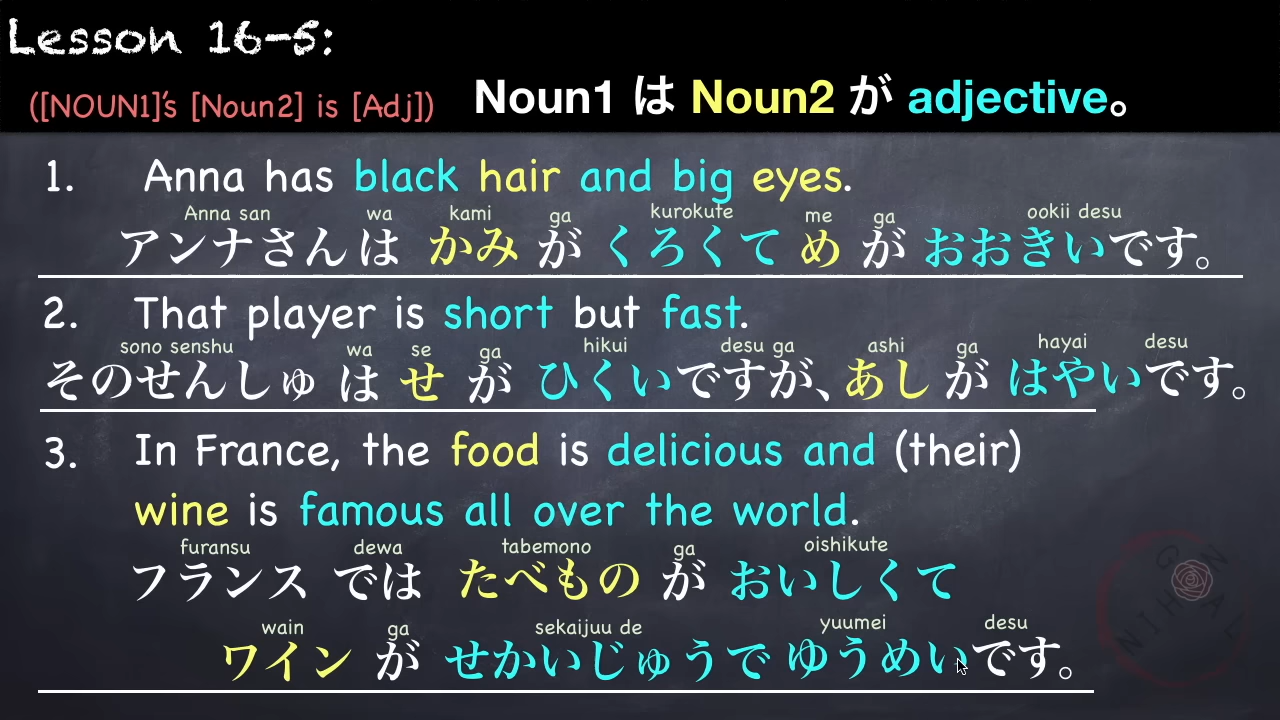 Lesson 16-5:
([NOUN1]'s [Noun2] is [Adj]) Noun1 は Noun2 が adjective。
1. Anna has black hair and big eyes.
Anna san wa kami ga kurokute me ga ookii desu
アンナさんは かみ が くろくて め が おおきいです。
2. That player is short but fast.
sono senshu wa se ga hikui desu ga ashi ga hayai desu
そのせんしゅ は せ が ひくいですが、あし が はやいです。
3. In France, the food is delicious and (their)
wine is famous all over the world.
furansu dewa tabemono ga oishikute
フランス では たべもの が おいしくて
wain ga sekaijuu de yuumei desu
ワイン が せかいじゅうで ゆうめいです。